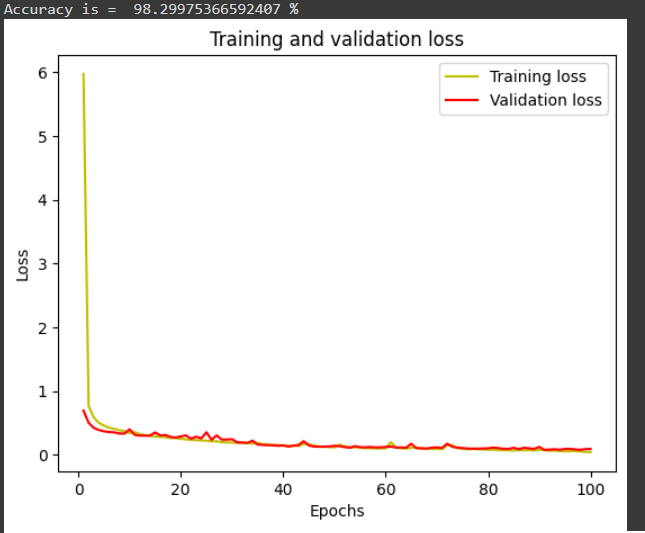 Accuracy is =  98.29975366592407 %
Training and validation loss
Training loss
Validation loss
6
5
4
3
2
1
0
Loss
0 20 40 60 80 100
Epochs